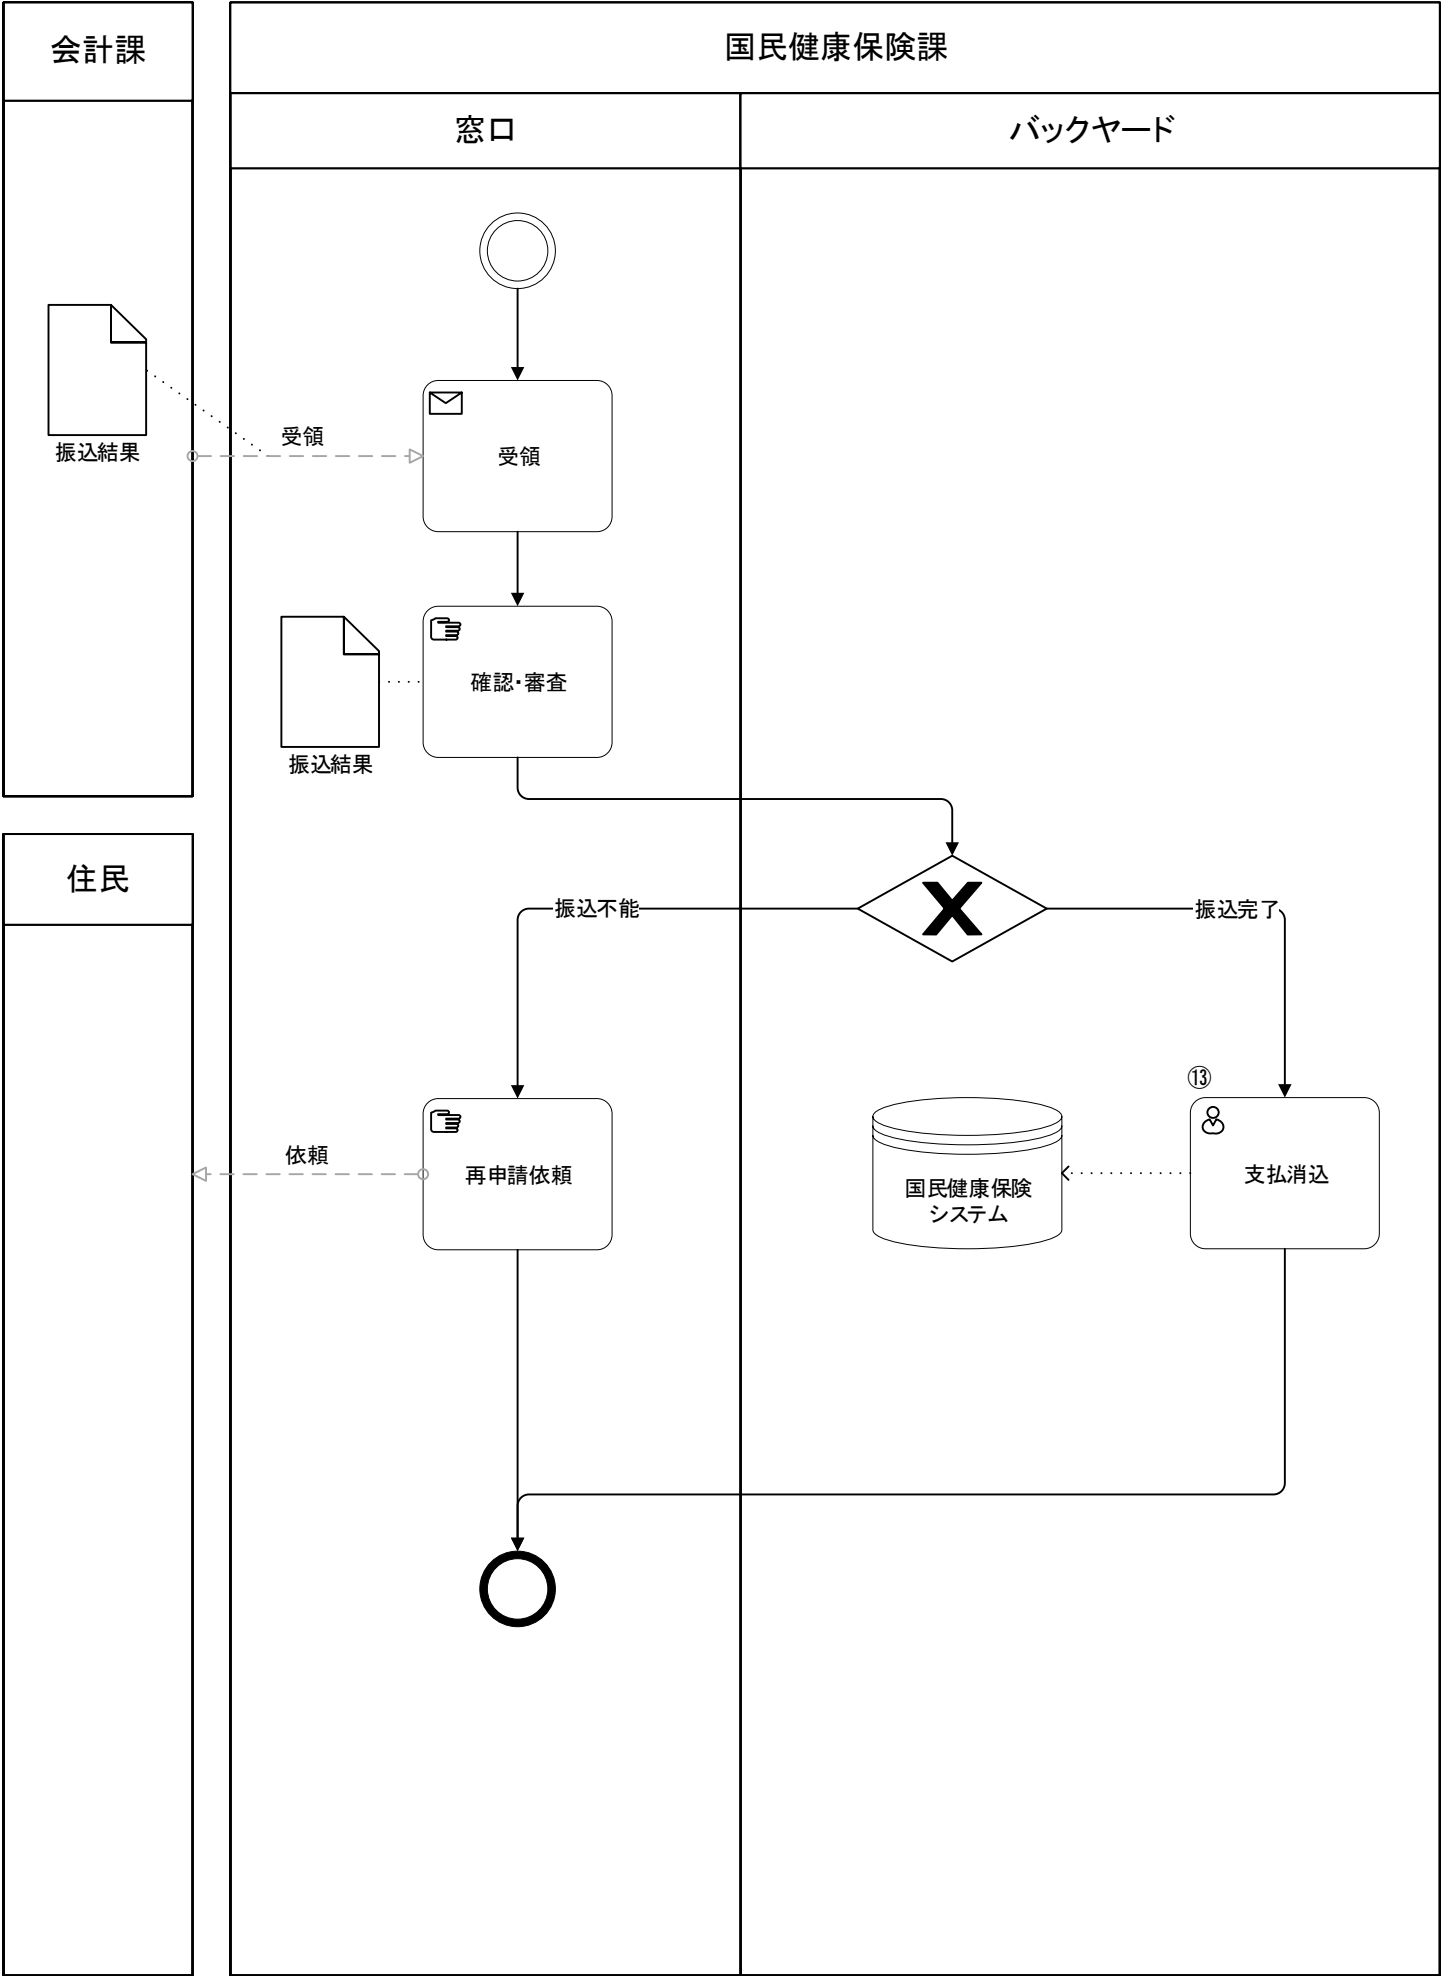 会計課
国民健康保険課
窓口
バックヤード
受領
振込結果
受領
確認・審査
振込結果
住民
振込不能
振込完了
⑬
依頼
再申請依頼
国民健康保険
システム
支払消込